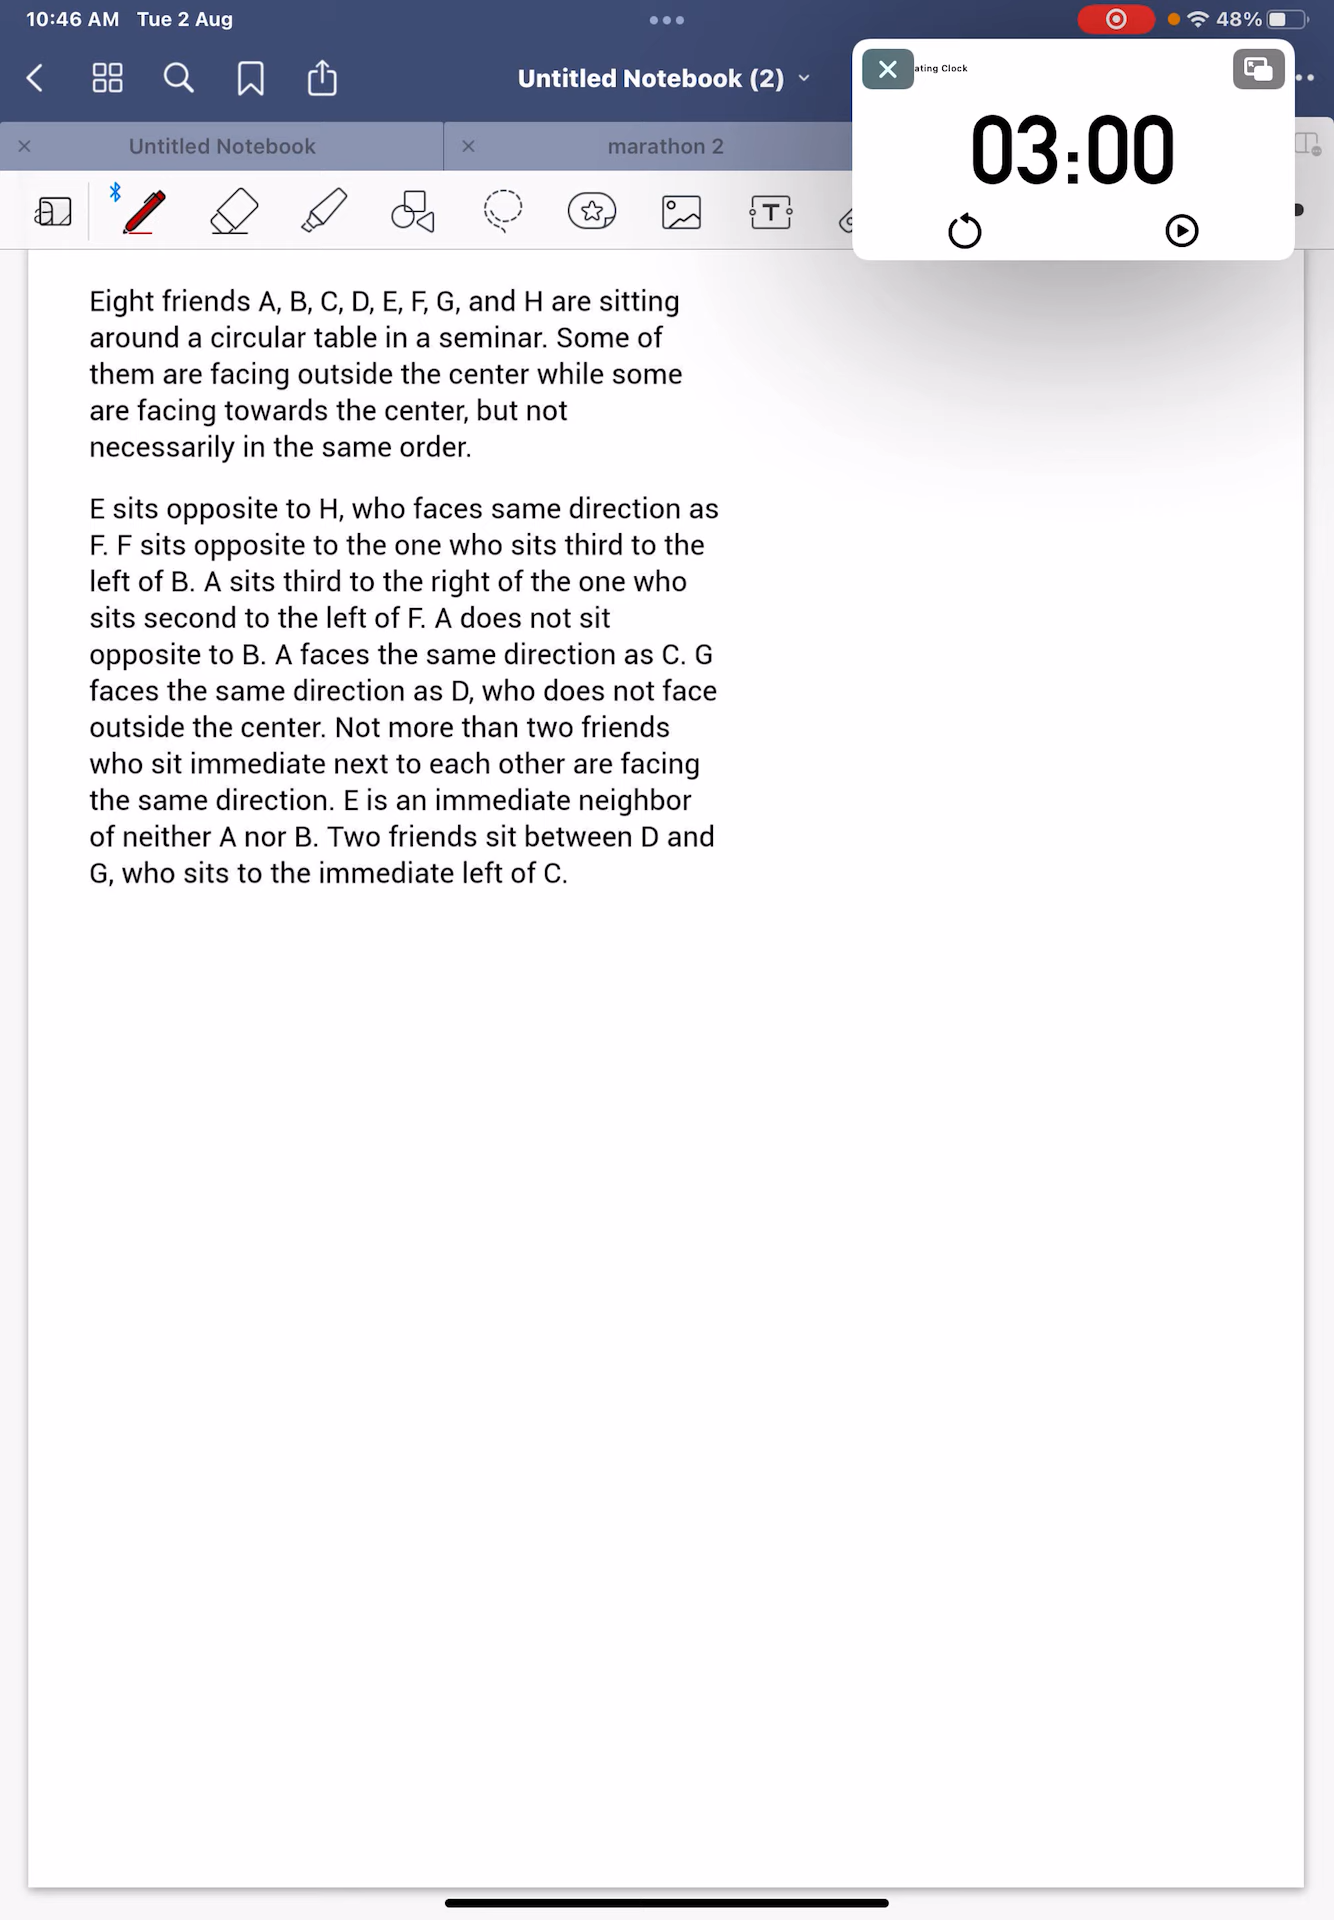 10:46 AM Tue 2 Aug
48%
Untitled Notebook (2)
ating Clock
03:00
Untitled Notebook
marathon 2
Eight friends A, B, C, D, E, F, G, and H are sitting
around a circular table in a seminar. Some of
them are facing outside the center while some
are facing towards the center, but not
necessarily in the same order.
E sits opposite to H, who faces same direction as
F. F sits opposite to the one who sits third to the
left of B. A sits third to the right of the one who
sits second to the left of F. A does not sit
opposite to B. A faces the same direction as C. G
faces the same direction as D, who does not face
outside the center. Not more than two friends
who sit immediate next to each other are facing
the same direction. E is an immediate neighbor
of neither A nor B. Two friends sit between D and
G, who sits to the immediate left of C.